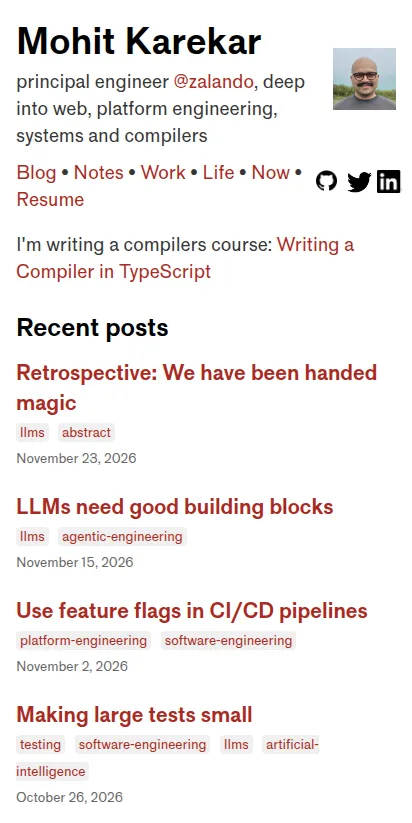 Mohit Karekar
principal engineer @zalando, deep
into web, platform engineering,
systems and compilers
Blog • Notes • Work • Life • Now •
Resume
I'm writing a compilers course: Writing a
Compiler in TypeScript
Recent posts
Retrospective: We have been handed
magic
llms abstract
November 23, 2026
LLMs need good building blocks
llms agentic-engineering
November 15, 2026
Use feature flags in CI/CD pipelines
platform-engineering software-engineering
November 2, 2026
Making large tests small
testing software-engineering llms artificial-
intelligence
October 26, 2026